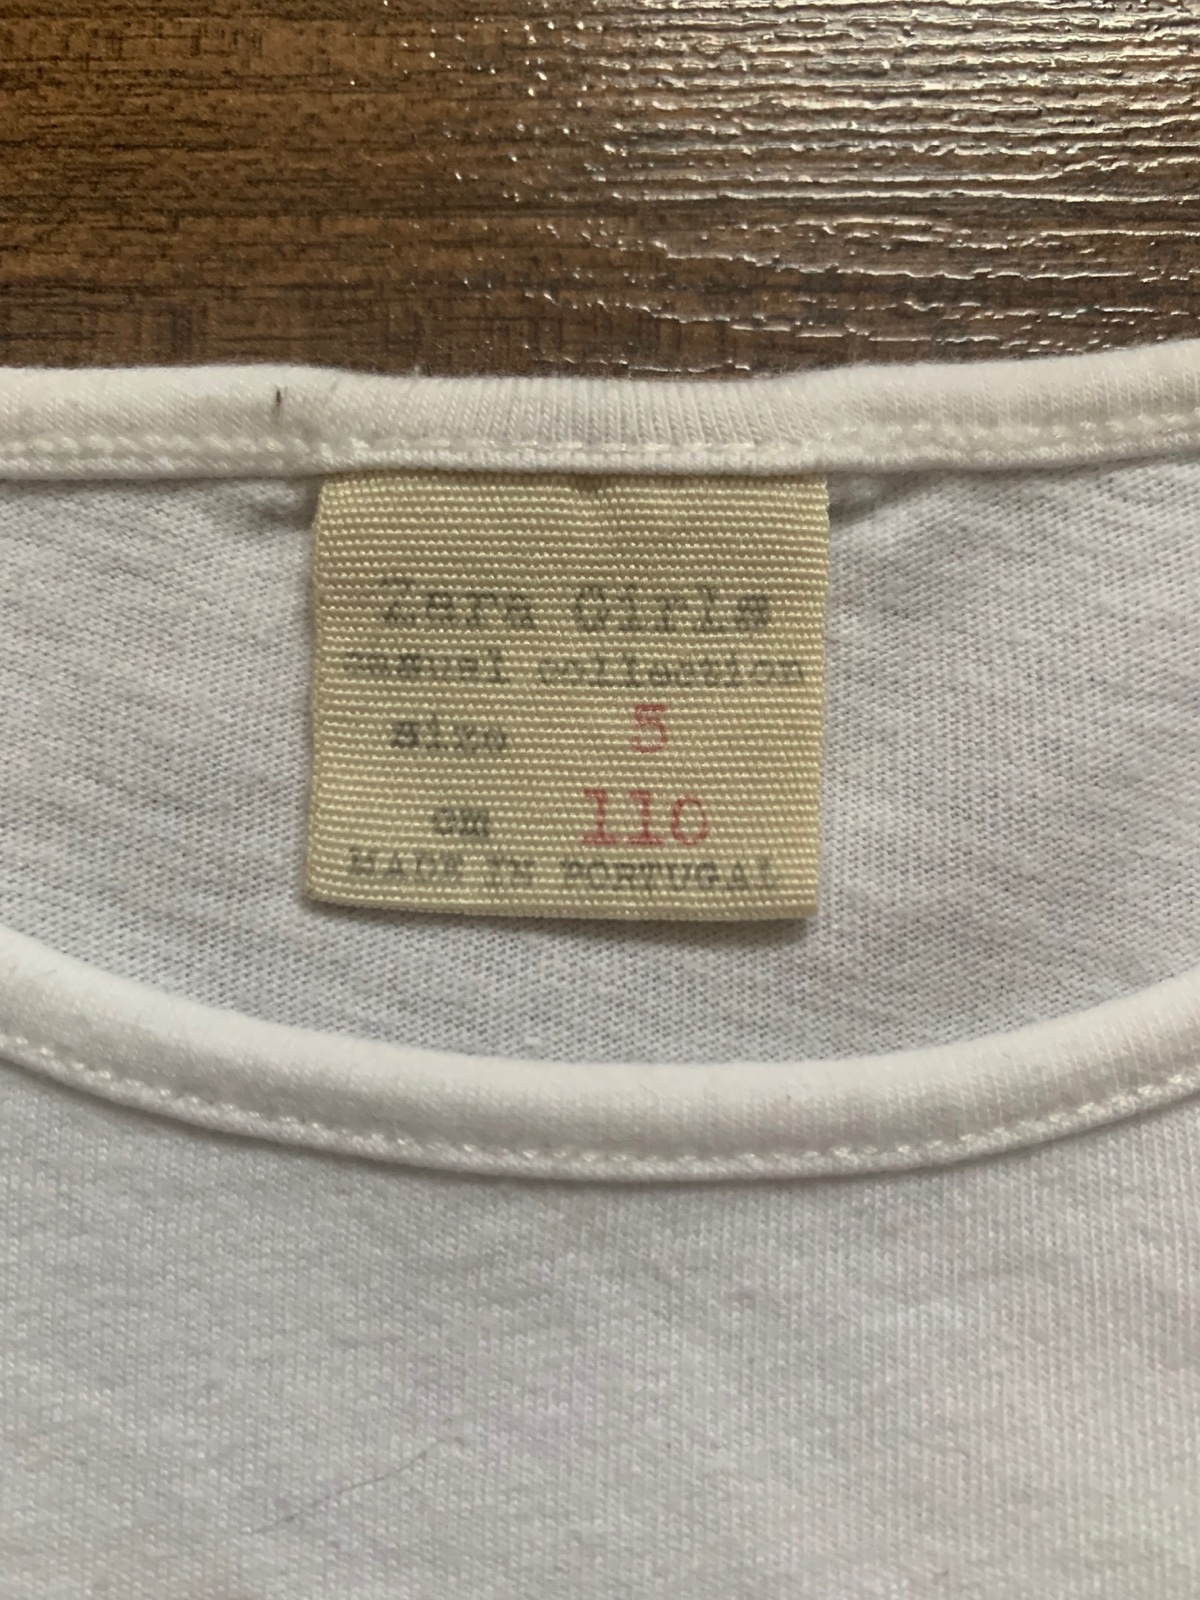 Zara Girls
casual collection
size 5
cm 110
MADE IN PORTUGAL